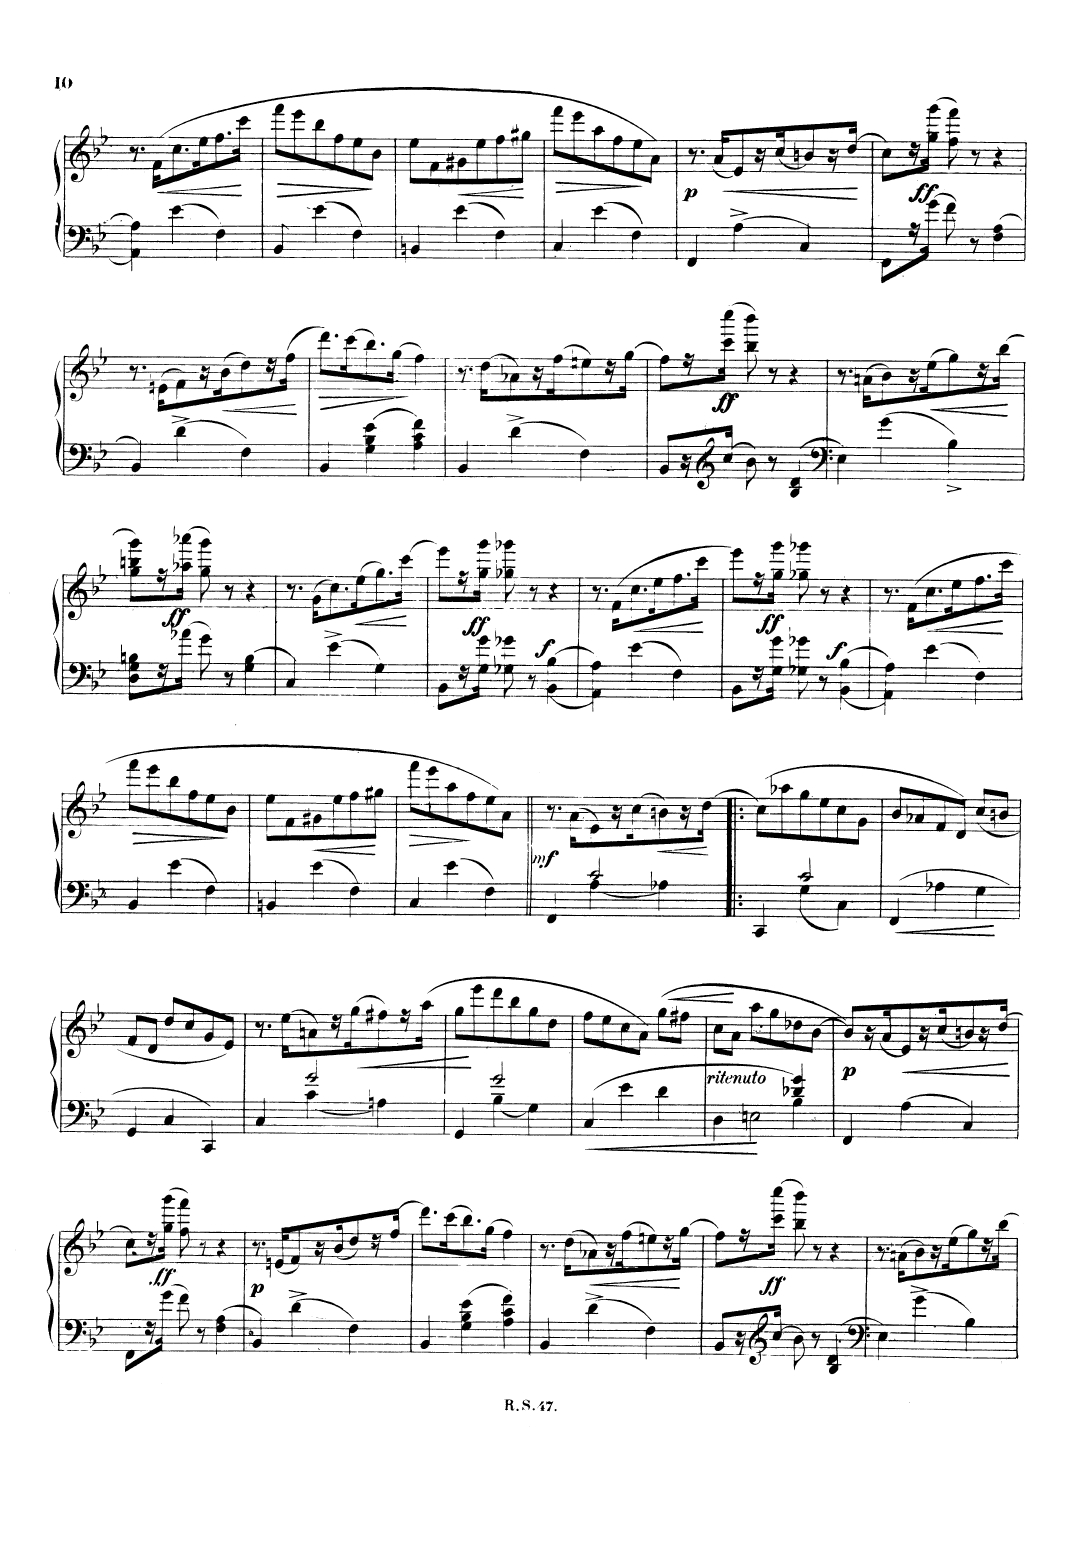 10
p ff
ff
ff ff f ff f
mf
ritenuto p
ff p ff
R. S. 47.